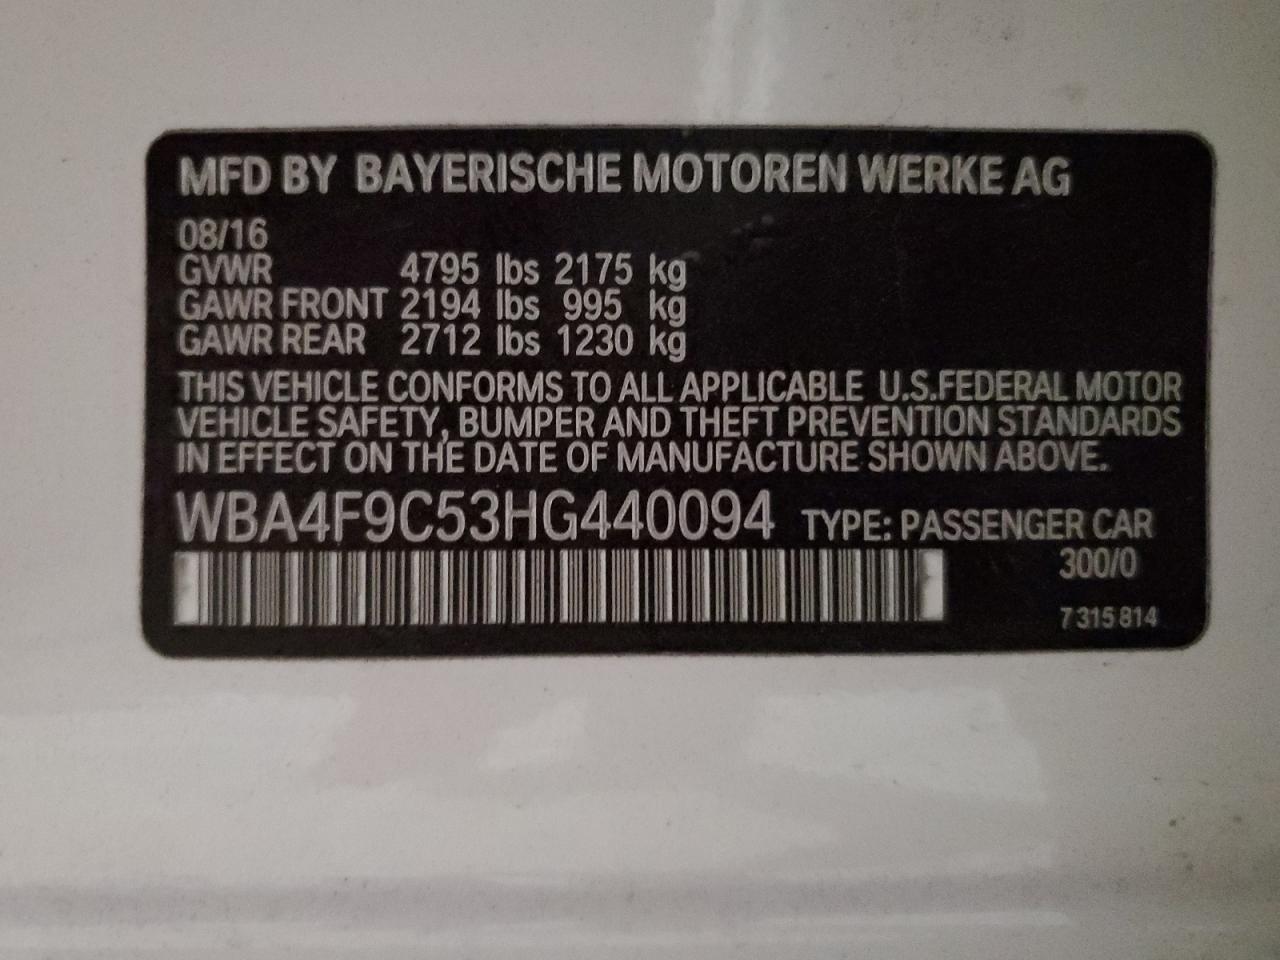 MFD BY BAYERISCHE MOTOREN WERKE AG
08/16
GVWR 4795 lbs 2175 kg
GAWR FRONT 2194 lbs 995 kg
GAWR REAR 2712 lbs 1230 kg
THIS VEHICLE CONFORMS TO ALL APPLICABLE U.S.FEDERAL MOTOR
VEHICLE SAFETY, BUMPER AND THEFT PREVENTION STANDARDS
IN EFFECT ON THE DATE OF MANUFACTURE SHOWN ABOVE.
WBA4F9C53HG440094 TYPE: PASSENGER CAR
300/0
7 315 814